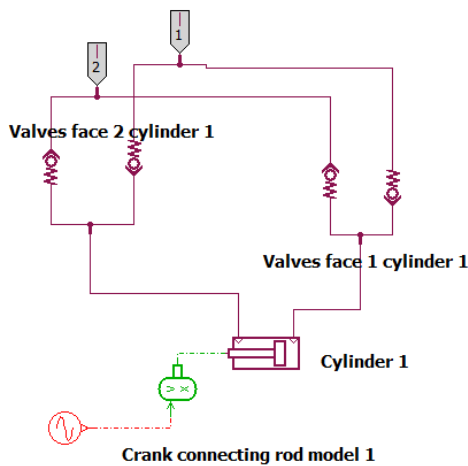 1
2
Valves face 2 cylinder 1
Valves face 1 cylinder 1
Cylinder 1
Crank connecting rod model 1